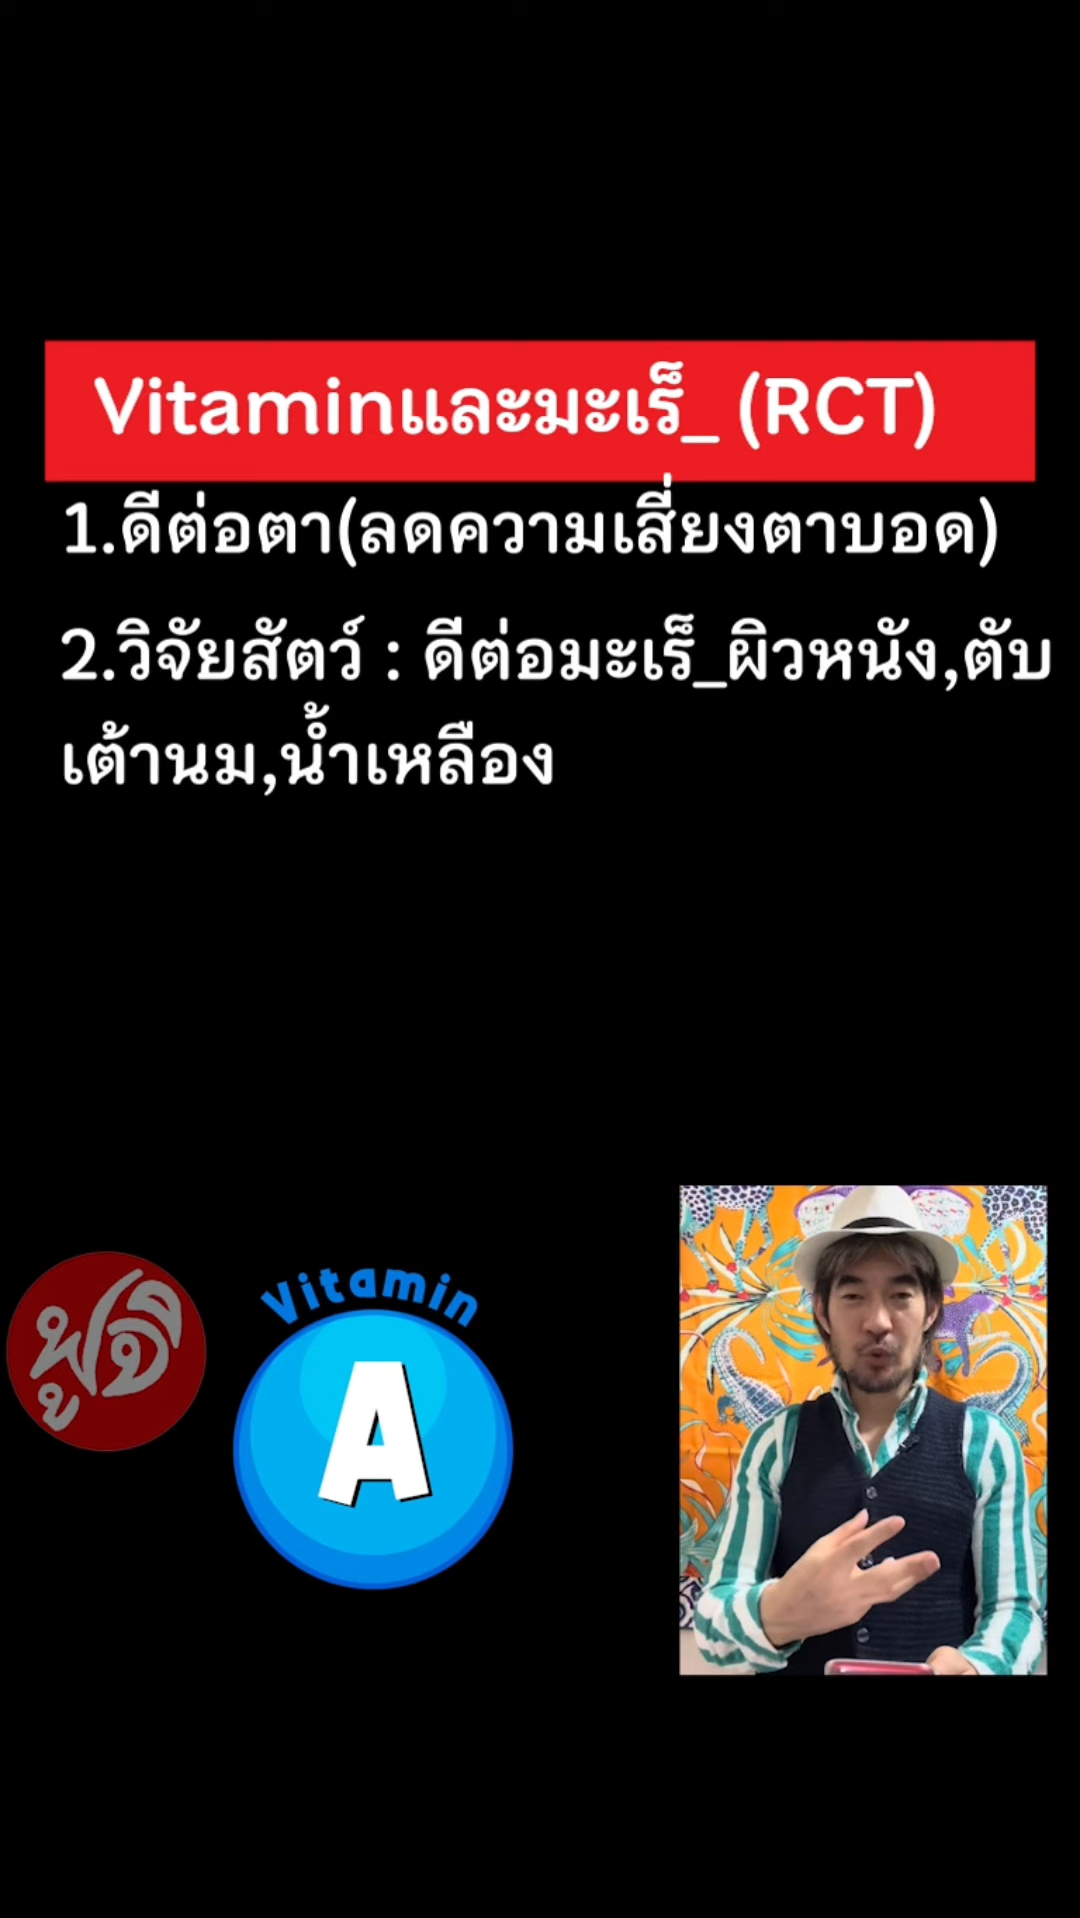 Vitaminและมะเร็_ (RCT)
1.ดีต่อตา(ลดความเสี่ยงตาบอด)
2.วิจัยสัตว์ : ดีต่อมะเร็_ผิวหนัง,ตับ
เต้านม,น้ำเหลือง
Vitamin
A